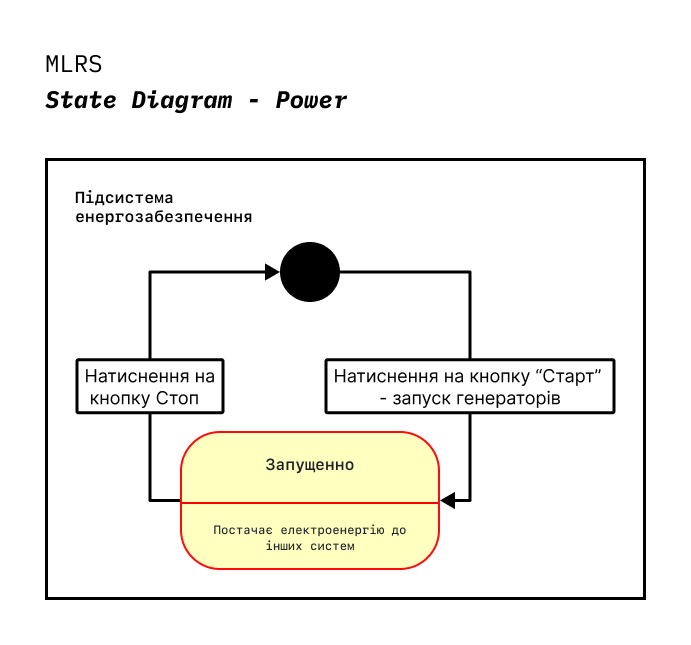 MLRS
State Diagram - Power
Підсистема
енергозабезпечення
Натиснення на
кнопку Стоп
Натиснення на кнопку “Старт”
- запуск генераторів
Запущенно
Постачає електроенергію до
інших систем